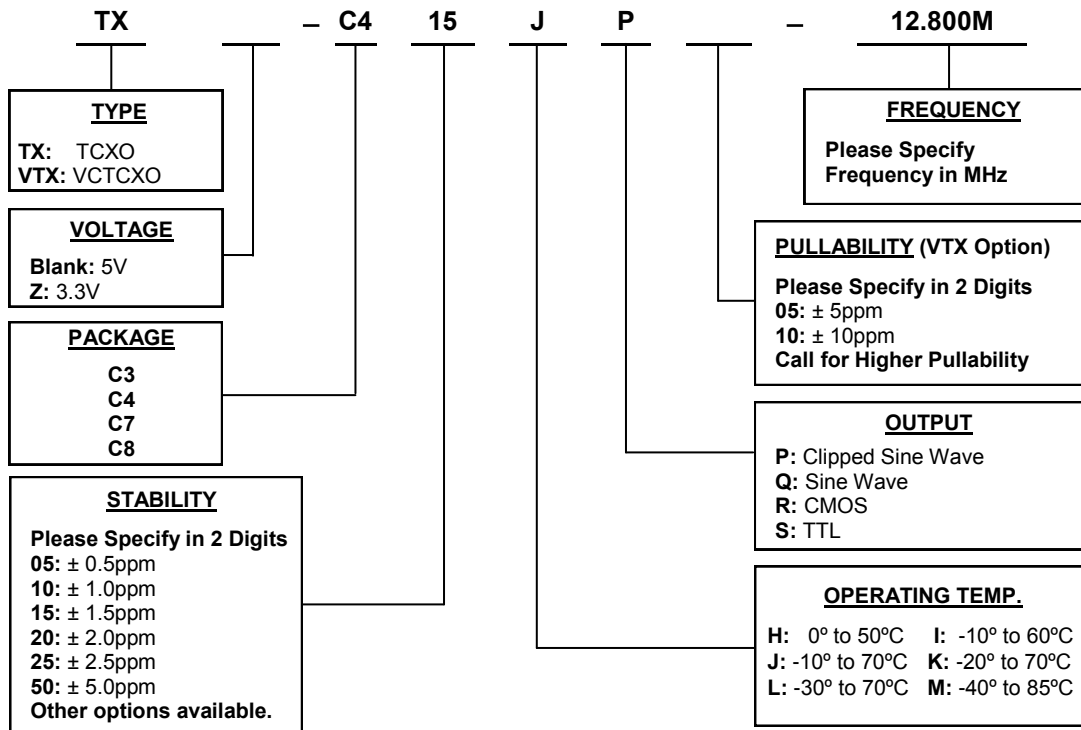 TX – C4 15 J P – 12.800M
TYPE
TX: TCXO
VTX: VCTCXO
VOLTAGE
Blank: 5V
Z: 3.3V
PACKAGE
C3
C4
C7
C8
STABILITY
Please Specify in 2 Digits
05: ± 0.5ppm
10: ± 1.0ppm
15: ± 1.5ppm
20: ± 2.0ppm
25: ± 2.5ppm
50: ± 5.0ppm
Other options available.
FREQUENCY
Please Specify
Frequency in MHz
PULLABILITY (VTX Option)
Please Specify in 2 Digits
05: ± 5ppm
10: ± 10ppm
Call for Higher Pullability
OUTPUT
P: Clipped Sine Wave
Q: Sine Wave
R: CMOS
S: TTL
OPERATING TEMP.
H: 0º to 50ºC I: -10º to 60ºC
J: -10º to 70ºC K: -20º to 70ºC
L: -30º to 70ºC M: -40º to 85ºC